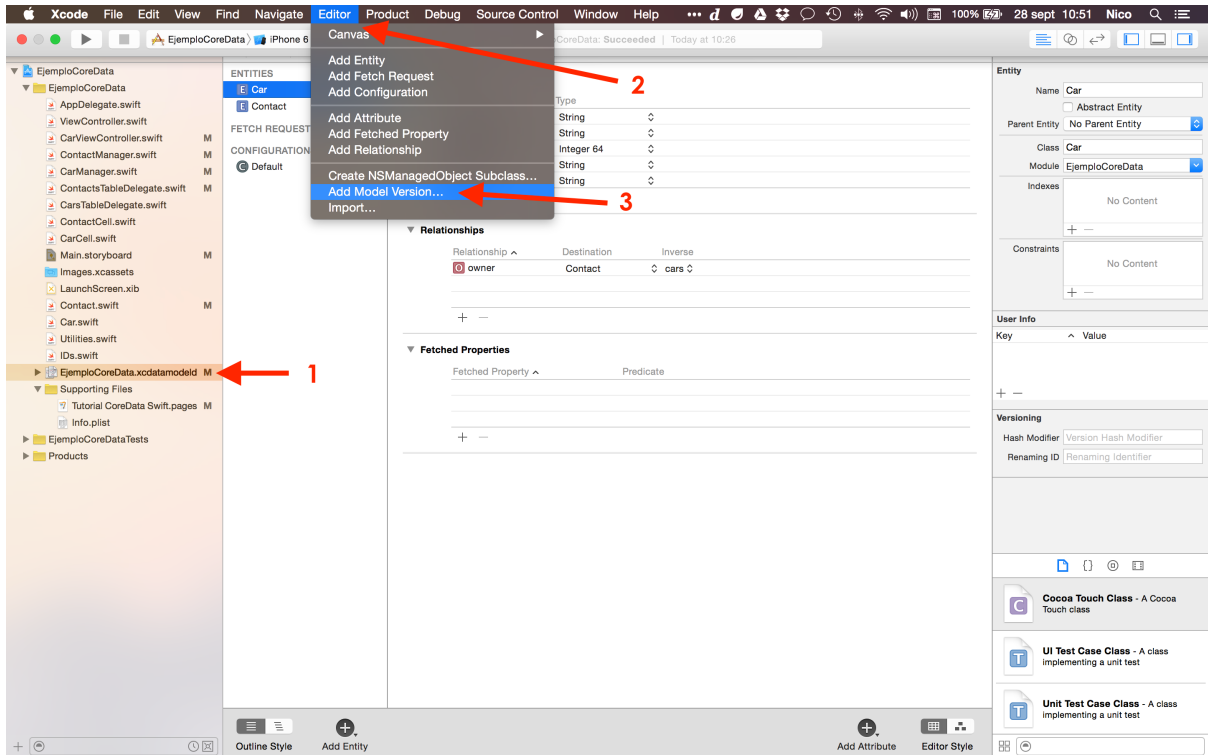 Xcode File Edit View Find Navigate Editor Product Debug Source Control Window Help ••• d 100% 28 sept 10:51 Nico
EjemploCoreData iPhone 6
CoreData: Succeeded | Today at 10:26
EjemploCoreData
EjemploCoreData
AppDelegate.swift
ViewController.swift
CarViewController.swift M
ContactManager.swift M
CarManager.swift M
ContactsTableDelegate.swift M
CarsTableDelegate.swift
ContactCell.swift
CarCell.swift
Main.storyboard M
Images.xcassets
LaunchScreen.xib
Contact.swift M
Car.swift
Utilities.swift
IDs.swift
EjemploCoreData.xcdatamodeld M
Supporting Files
Tutorial CoreData Swift.pages M
Info.plist
EjemploCoreDataTests
Products
1
ENTITIES
E Car
E Contact
FETCH REQUEST
CONFIGURATION
C Default
Canvas
Add Entity
Add Fetch Request
Add Configuration
Add Attribute
Add Fetched Property
Add Relationship
Create NSManagedObject Subclass...
Add Model Version...
Import...
2
3
Type
String
String
Integer 64
String
String
Relationships
Relationship Destination Inverse
O owner Contact cars
+ −
Fetched Properties
Fetched Property Predicate
+ −
Outline Style Add Entity Add Attribute Editor Style
Entity
Name Car
Abstract Entity
Parent Entity No Parent Entity
Class Car
Module EjemploCoreData
Indexes
No Content
+ −
Constraints
No Content
+ −
User Info
Key Value
+ −
Versioning
Hash Modifier Version Hash Modifier
Renaming ID Renaming Identifier
{}
C
Cocoa Touch Class - A Cocoa
Touch class
T
UI Test Case Class - A class
implementing a unit test
T
Unit Test Case Class - A class
implementing a unit test